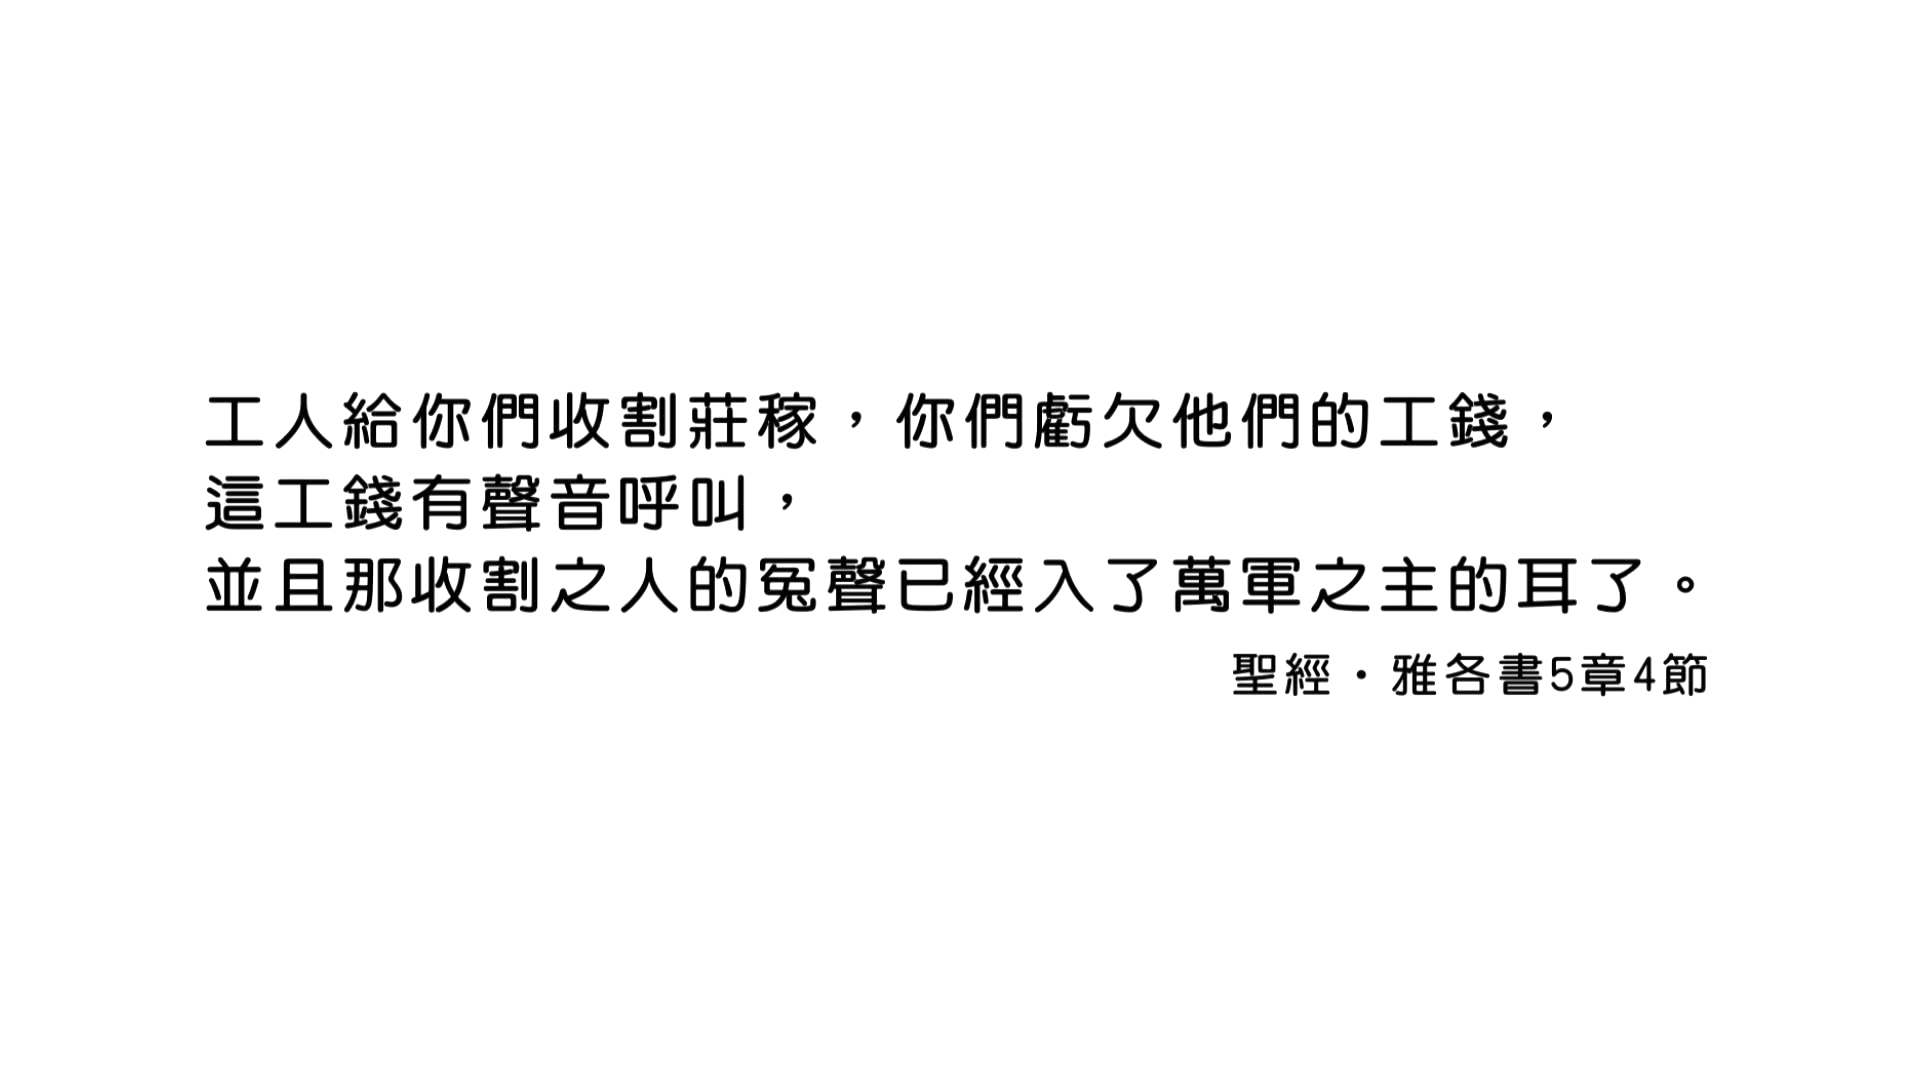 工人給你們收割莊稼，你們虧欠他們的工錢，
這工錢有聲音呼叫，
並且那收割之人的冤聲已經入了萬軍之主的耳了。
聖經・雅各書5章4節